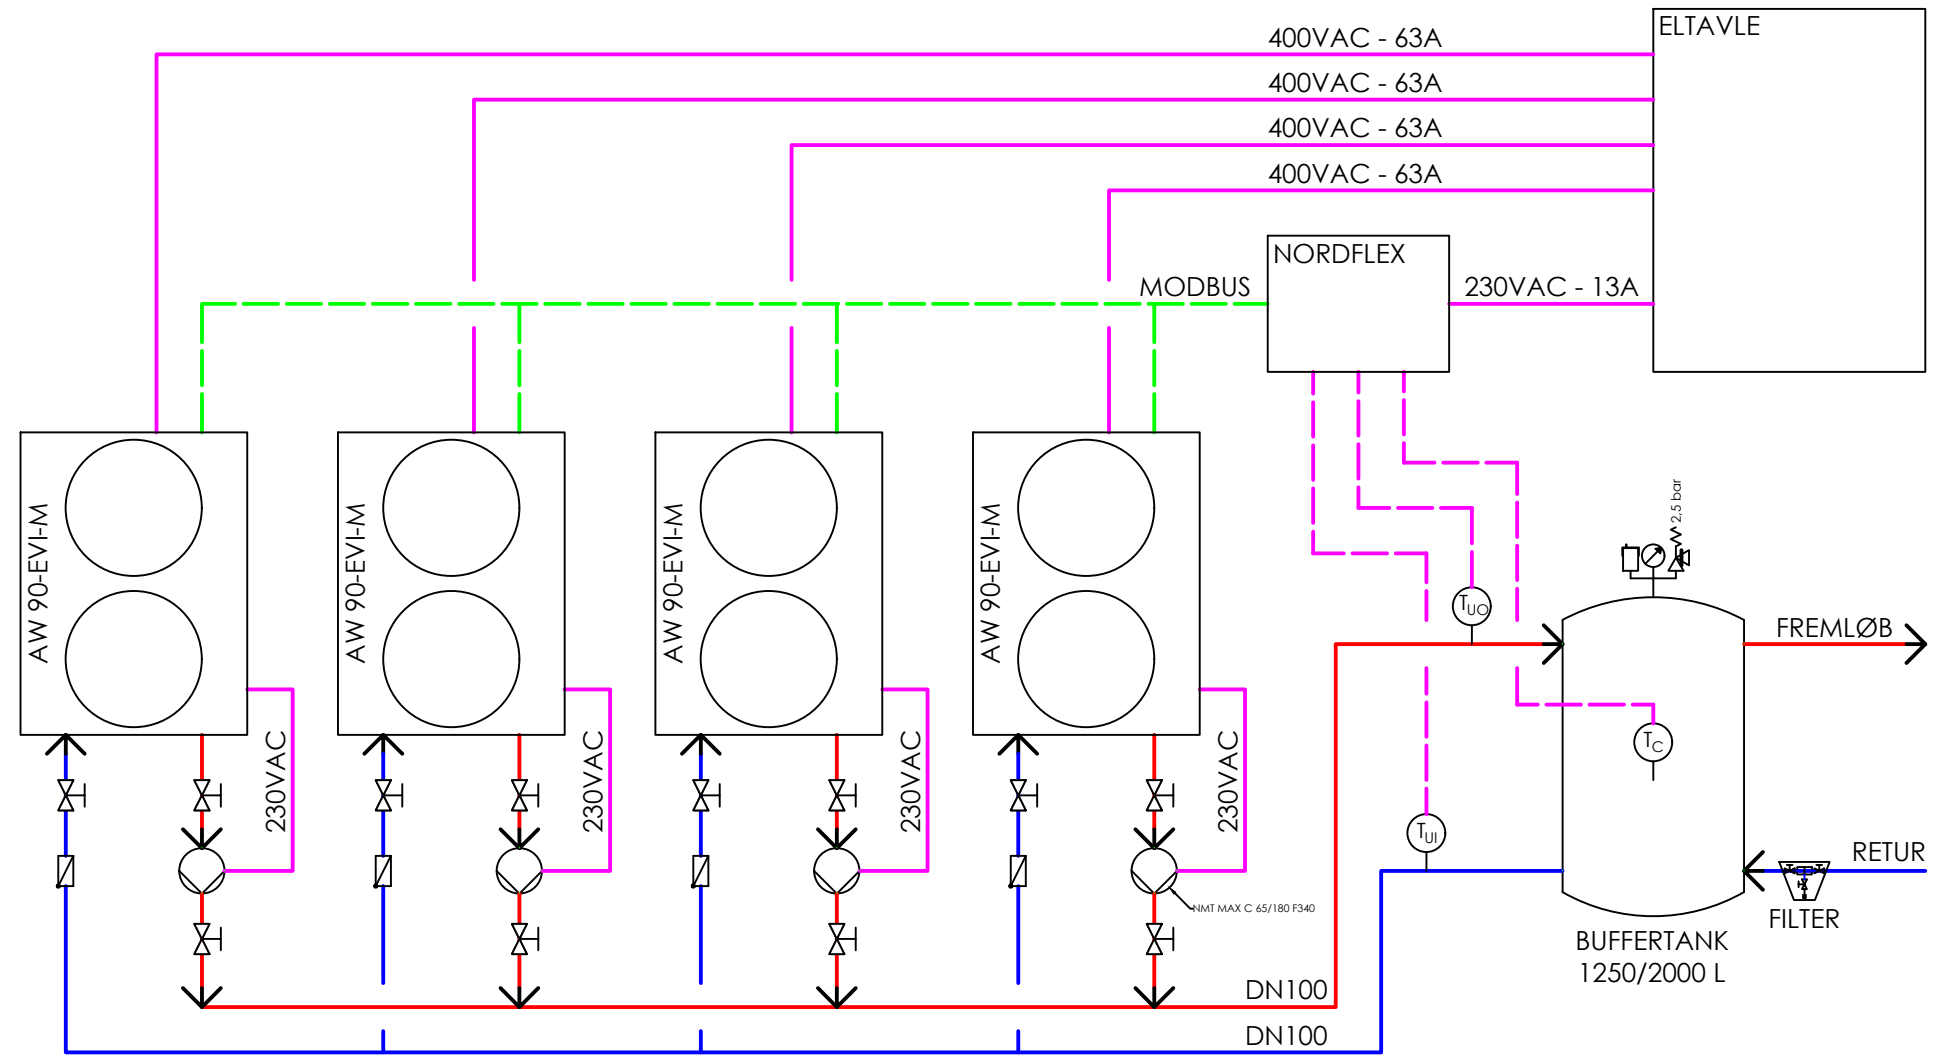 400VAC - 63A
ELTAVLE
400VAC - 63A
400VAC - 63A
400VAC - 63A
NORDFLEX
MODBUS
230VAC - 13A
AW 90-EVI-M
AW 90-EVI-M
AW 90-EVI-M
AW 90-EVI-M
2,5 bar
TUO
FREMLØB
230VAC
230VAC
230VAC
230VAC
TC
TUI
RETUR
NMT MAX C 65/180 F340
FILTER
BUFFERTANK
1250/2000 L
DN100
DN100